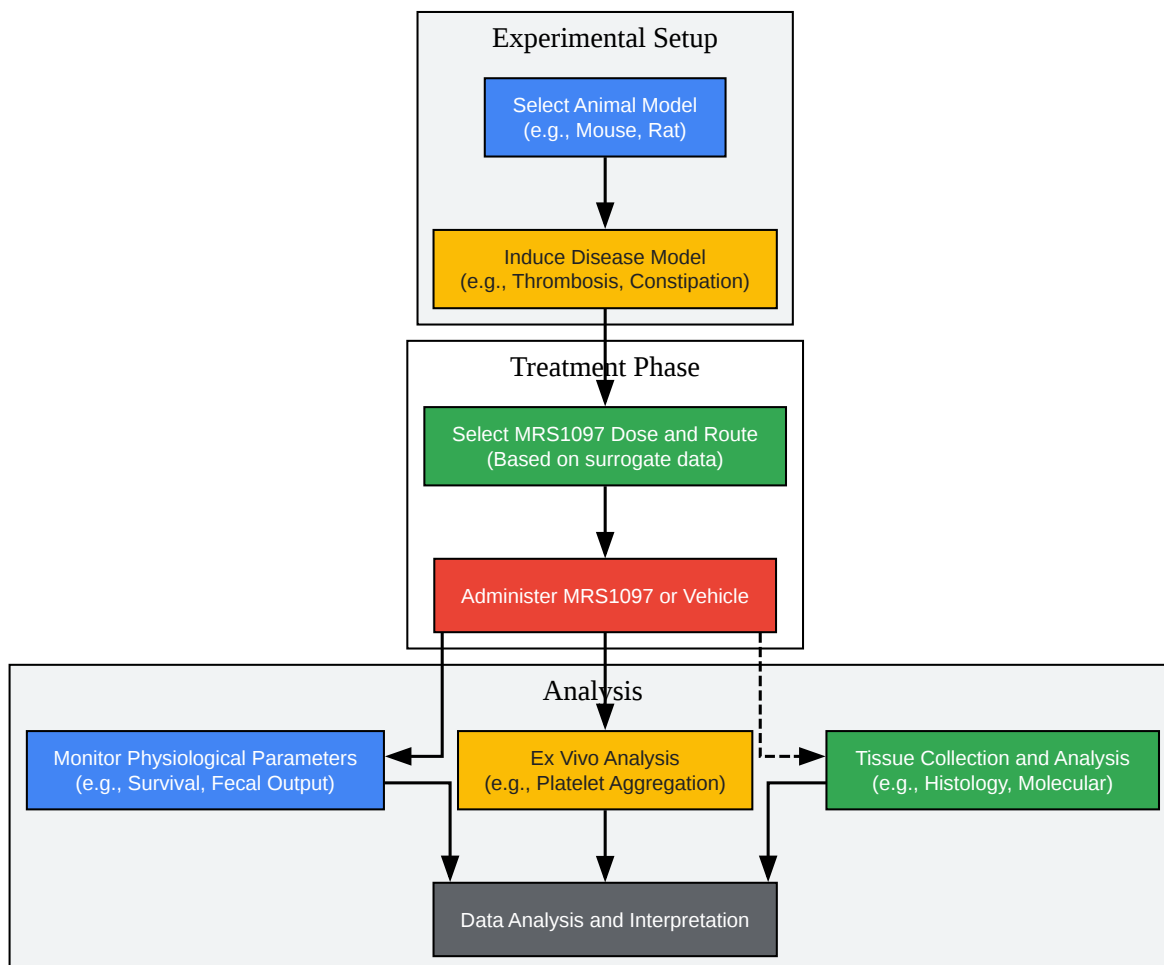 Experimental Setup
Select Animal Model
(e.g., Mouse, Rat)
Induce Disease Model
(e.g., Thrombosis, Constipation)
Treatment Phase
Select MRS1097 Dose and Route
(Based on surrogate data)
Administer MRS1097 or Vehicle
Analysis
Monitor Physiological Parameters
(e.g., Survival, Fecal Output)
Ex Vivo Analysis
(e.g., Platelet Aggregation)
Tissue Collection and Analysis
(e.g., Histology, Molecular)
Data Analysis and Interpretation